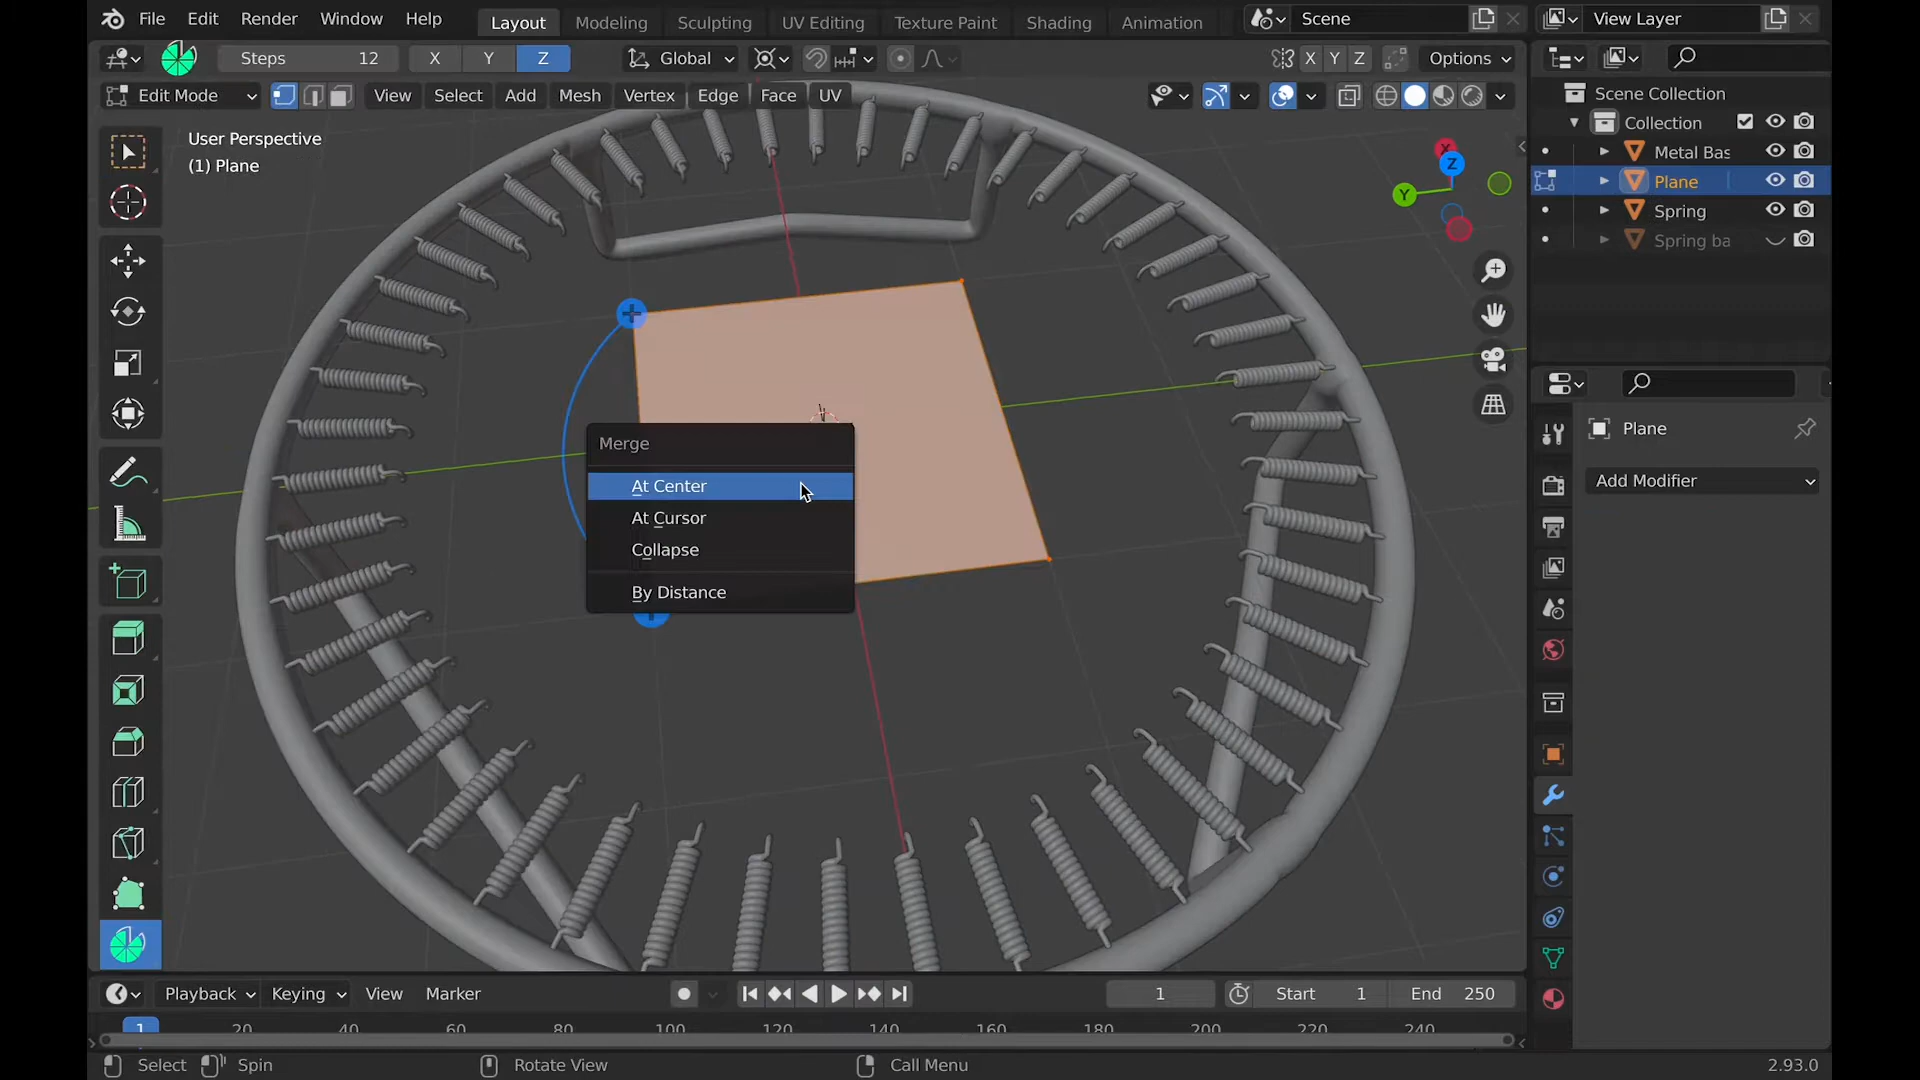 File Edit Render Window Help Layout Modeling Sculpting UV Editing Texture Paint Shading Animation Scene View Layer
Steps 12 X Y Z Global X Y Z Options
Edit Mode View Select Add Mesh Vertex Edge Face UV
User Perspective
(1) Plane
X
Z
Y
Scene Collection
Collection
Metal Bas
Plane
Spring
Spring ba
Merge
At Center
At Cursor
Collapse
By Distance
Plane
Add Modifier
Playback Keying View Marker 1 Start 1 End 250
1 20 40 60 80 100 120 140 160 180 200 220 240
Select Spin Rotate View Call Menu 2.93.0